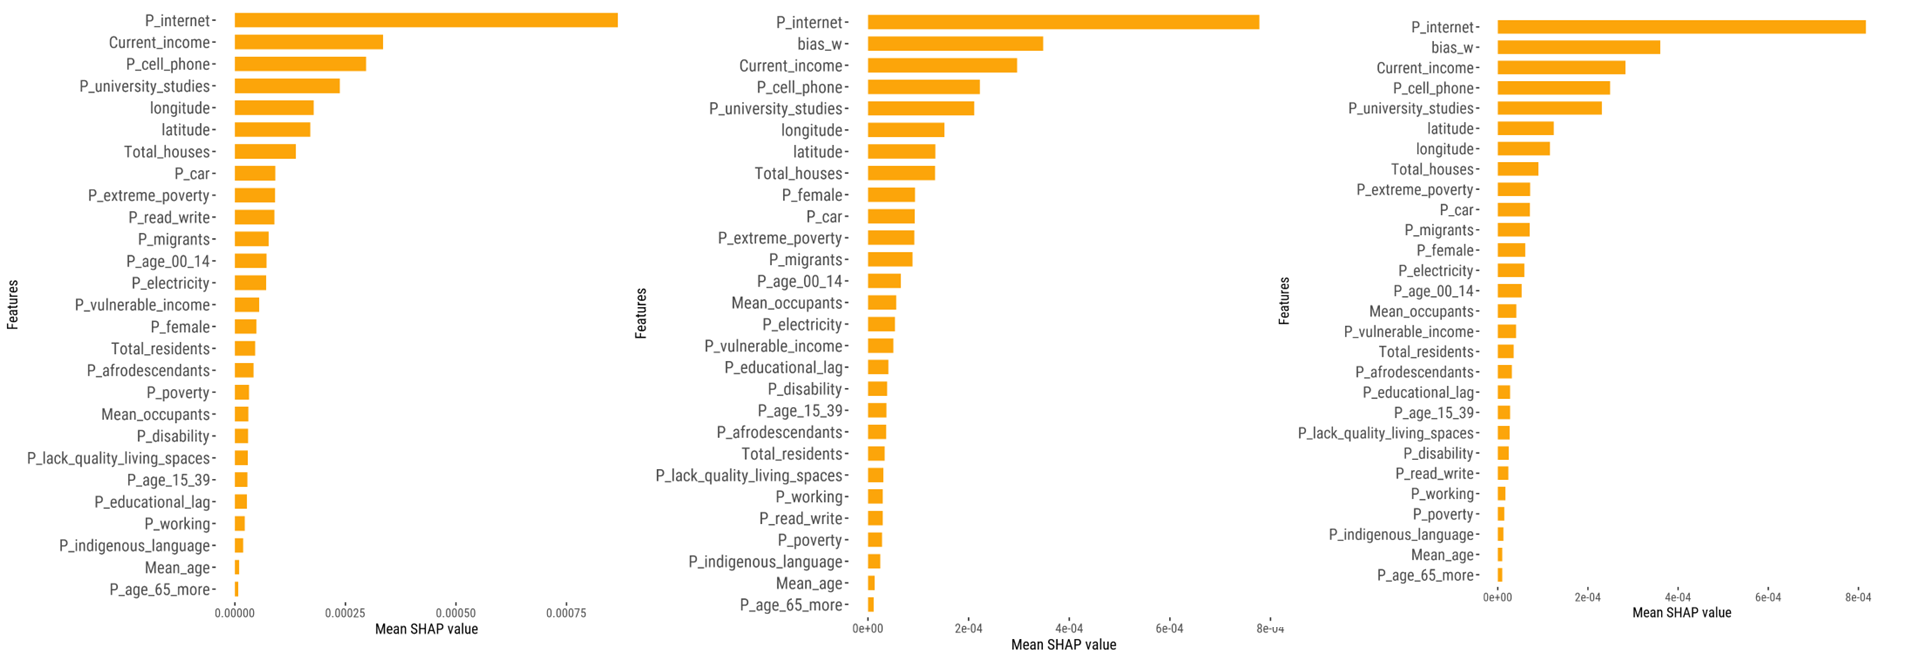 P_internet
Current_income
P_cell_phone
P_university_studies
longitude
latitude
Total_houses
P_car
P_extreme_poverty
P_read_write
P_migrants
P_age_00_14
P_electricity
P_vulnerable_income
P_female
Total_residents
P_afrodescendants
P_poverty
Mean_occupants
P_disability
P_lack_quality_living_spaces
P_age_15_39
P_educational_lag
P_working
P_indigenous_language
Mean_age
P_age_65_more
Features
0.00000 0.00025 0.00050 0.00075
Mean SHAP value
P_internet
bias_w
Current_income
P_cell_phone
P_university_studies
longitude
latitude
Total_houses
P_female
P_car
P_extreme_poverty
P_migrants
P_age_00_14
Mean_occupants
P_electricity
P_vulnerable_income
P_educational_lag
P_disability
P_age_15_39
P_afrodescendants
Total_residents
P_lack_quality_living_spaces
P_working
P_read_write
P_poverty
P_indigenous_language
Mean_age
P_age_65_more
Features
0e+00 2e-04 4e-04 6e-04 8e-04
Mean SHAP value
P_internet
bias_w
Current_income
P_cell_phone
P_university_studies
latitude
longitude
Total_houses
P_extreme_poverty
P_car
P_migrants
P_female
P_electricity
P_age_00_14
Mean_occupants
P_vulnerable_income
Total_residents
P_afrodescendants
P_educational_lag
P_age_15_39
P_lack_quality_living_spaces
P_disability
P_read_write
P_working
P_poverty
P_indigenous_language
Mean_age
P_age_65_more
Features
0e+00 2e-04 4e-04 6e-04 8e-04
Mean SHAP value